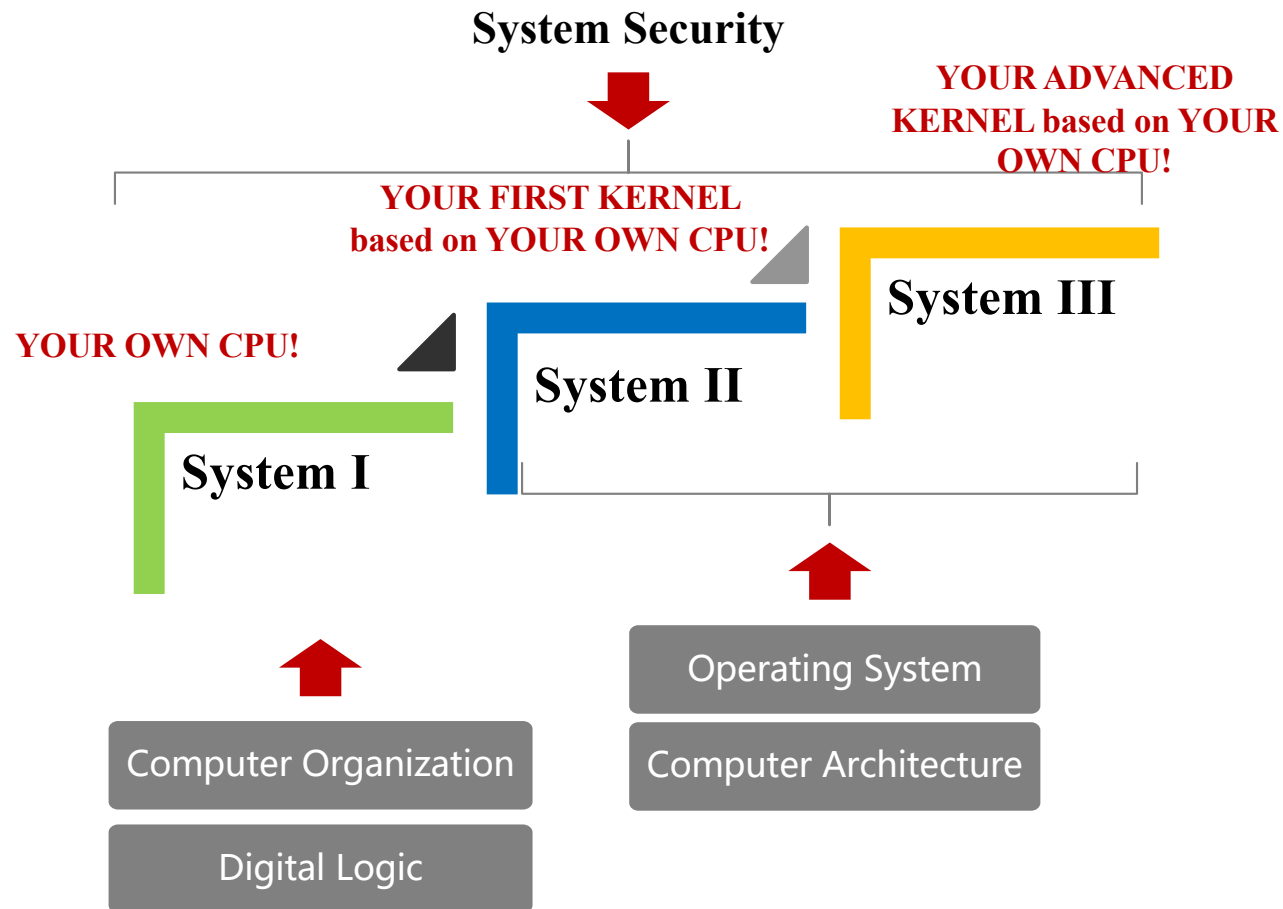 System Security
YOUR ADVANCED
KERNEL based on YOUR
OWN CPU!
YOUR FIRST KERNEL
based on YOUR OWN CPU!
System III
YOUR OWN CPU!
System II
System I
Operating System
Computer Organization
Computer Architecture
Digital Logic